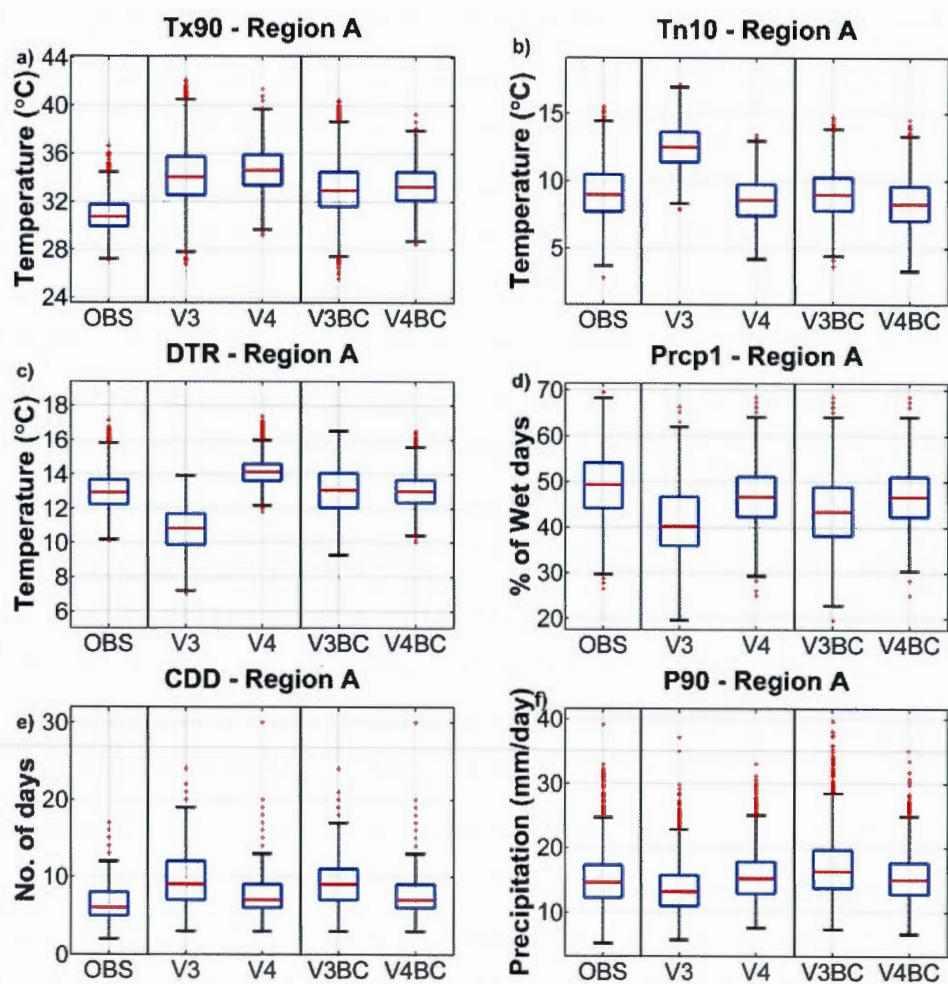 Tx90 - Region A
a)
Temperature (°C)
44
40
36
32
28
24
OBS V3 V4 V3BC V4BC
Tn10 - Region A
b)
Temperature (°C)
15
10
5
OBS V3 V4 V3BC V4BC
DTR - Region A
c)
Temperature (°C)
18
16
14
12
10
8
6
OBS V3 V4 V3BC V4BC
Prcp1 - Region A
d)
% of Wet days
70
60
50
40
30
20
OBS V3 V4 V3BC V4BC
CDD - Region A
e)
No. of days
30
20
10
0
OBS V3 V4 V3BC V4BC
P90 - Region A
f)
Precipitation (mm/day)
40
30
20
10
OBS V3 V4 V3BC V4BC